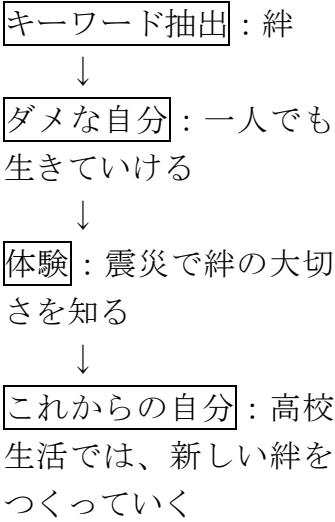 キーワード抽出：絆
↓
ダメな自分：一人でも
生きていける
↓
体験：震災で絆の大切
さを知る
↓
これからの自分：高校
生活では、新しい絆を
つくっていく